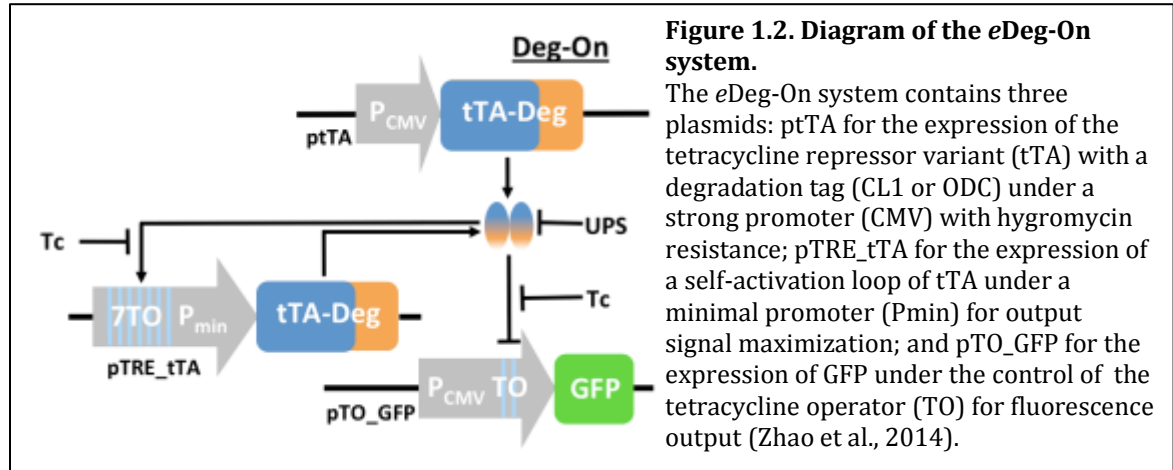 Deg-On
P_CMV
tTA-Deg
ptTA
Tc
UPS
7TO P_min
tTA-Deg
Tc
pTRE_tTA
P_CMV TO
GFP
pTO_GFP
Figure 1.2. Diagram of the eDeg-On
system.
The eDeg-On system contains three
plasmids: ptTA for the expression of the
tetracycline repressor variant (tTA) with a
degradation tag (CL1 or ODC) under a
strong promoter (CMV) with hygromycin
resistance; pTRE_tTA for the expression of
a self-activation loop of tTA under a
minimal promoter (Pmin) for output
signal maximization; and pTO_GFP for the
expression of GFP under the control of the
tetracycline operator (TO) for fluorescence
output (Zhao et al., 2014).